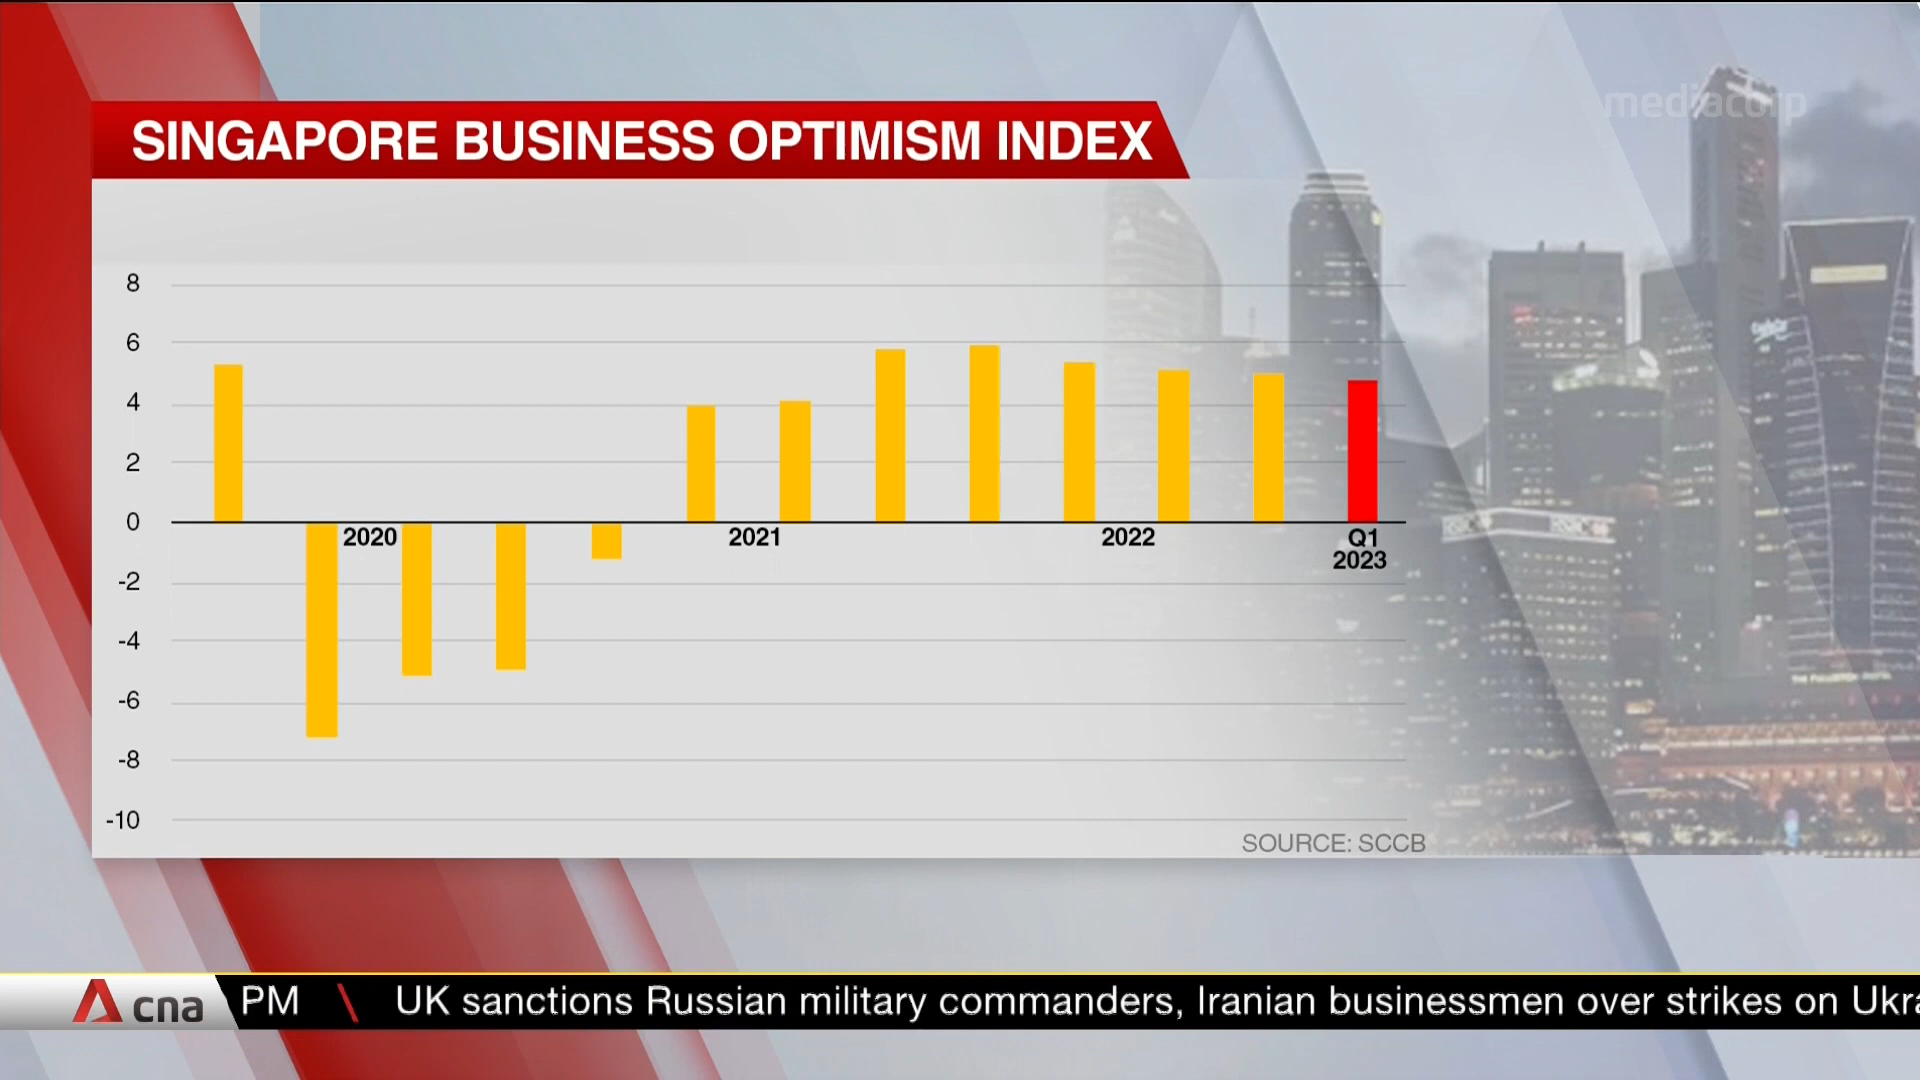 mediacorp
SINGAPORE BUSINESS OPTIMISM INDEX
8
6
4
2
0
-2
-4
-6
-8
-10
2020
2021
2022
Q1
2023
SOURCE: SCCB
cna
PM \ UK sanctions Russian military commanders, Iranian businessmen over strikes on Ukra